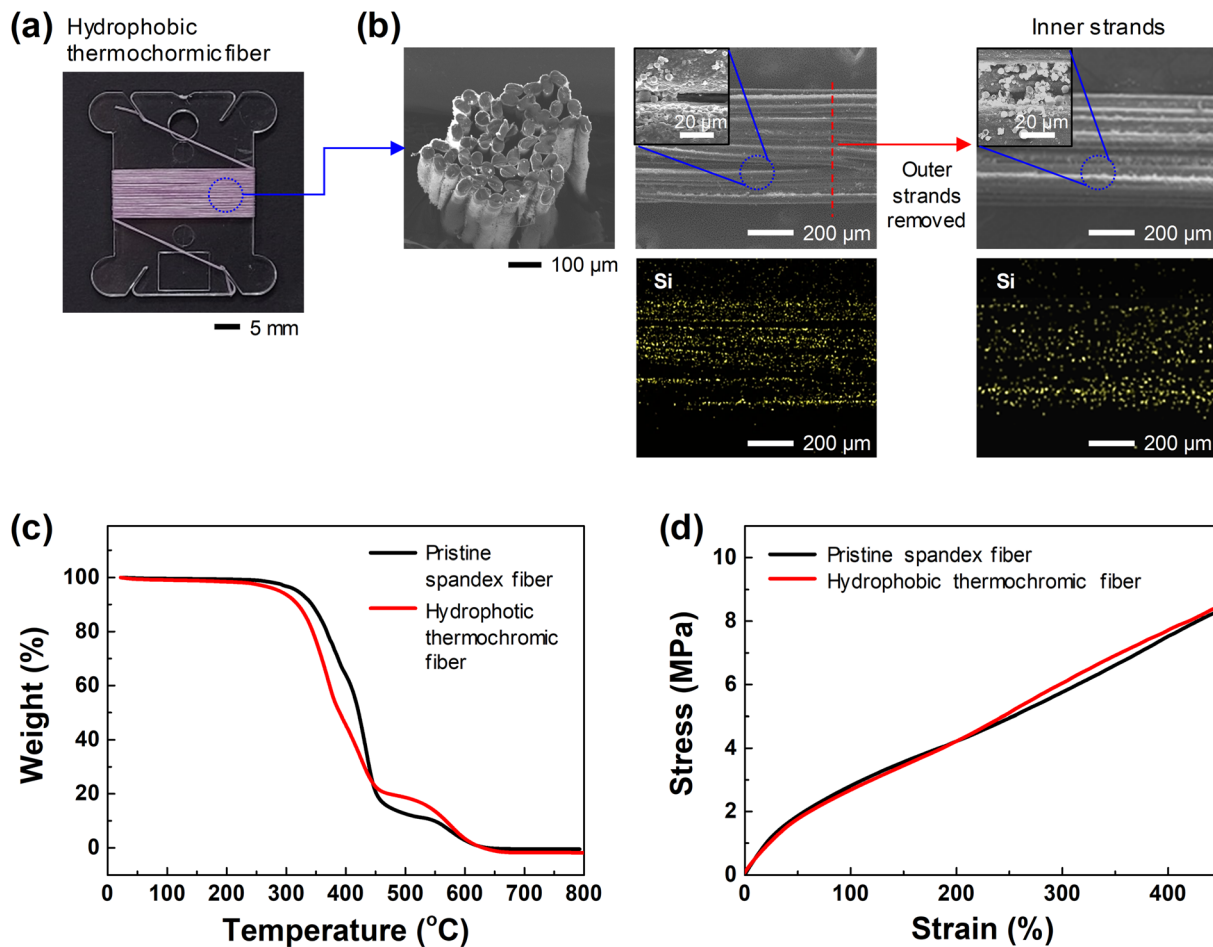 (a)
Hydrophobic
thermochormic fiber
5 mm
(b)
100 µm
20 µm
200 µm
Outer
strands
removed
Inner strands
20 µm
200 µm
Si
200 µm
Si
200 µm
(c)
Pristine
spandex fiber
Hydrophotic
thermochromic
fiber
Weight (%)
100
80
60
40
20
0
0 100 200 300 400 500 600 700 800
Temperature (°C)
(d)
Pristine spandex fiber
Hydrophobic thermochromic fiber
Stress (MPa)
10
8
6
4
2
0
0 100 200 300 400
Strain (%)